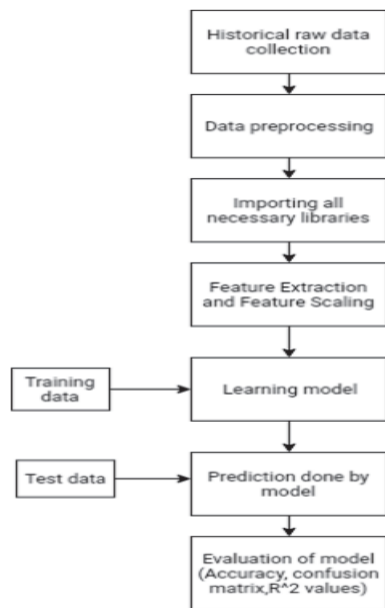 Historical raw data
collection
Data preprocessing
Importing all
necessary libraries
Feature Extraction
and Feature Scaling
Training
data
Learning model
Test data
Prediction done by
model
Evaluation of model
(Accuracy, confusion
matrix,R^2 values)